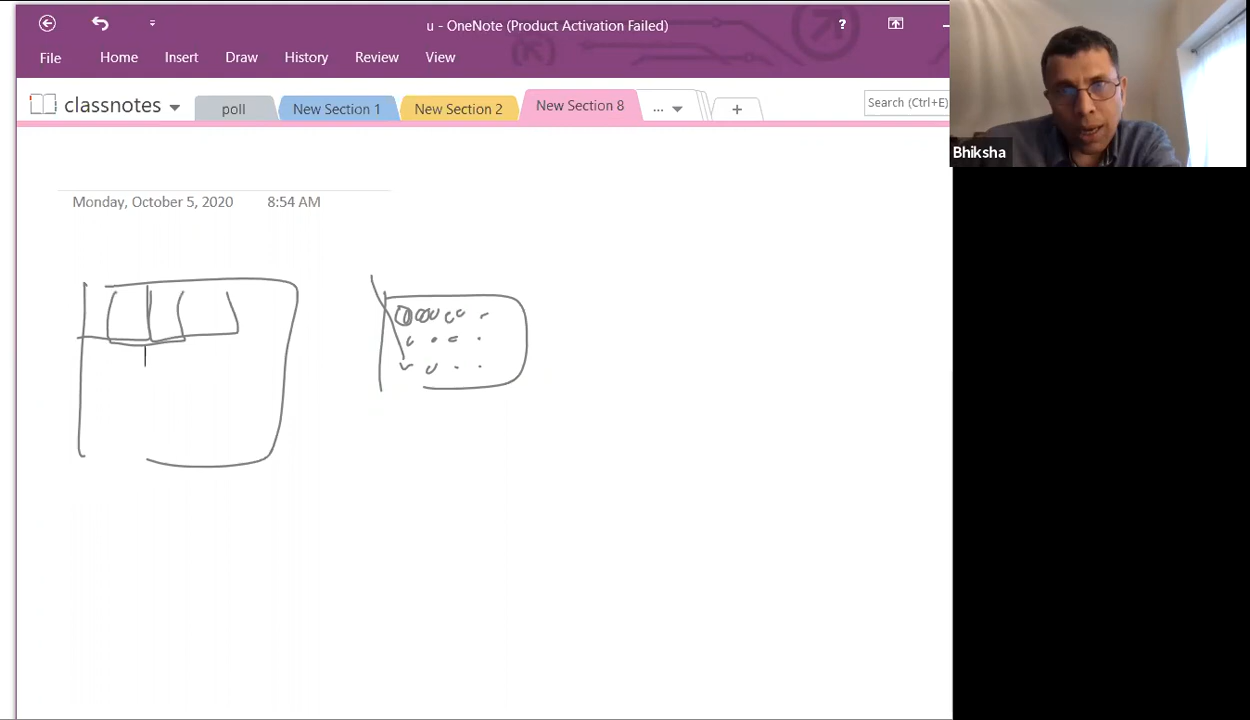 u - OneNote (Product Activation Failed)
?
File Home Insert Draw History Review View
classnotes poll New Section 1 New Section 2 New Section 8 ... + Search (Ctrl+E)
Bhiksha
Monday, October 5, 2020 8:54 AM